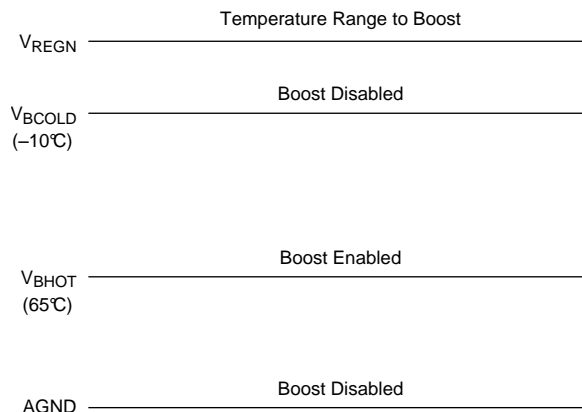 Temperature Range to Boost
VREGN
Boost Disabled
VBCOLD
(–10°C)
Boost Enabled
VBHOT
(65°C)
Boost Disabled
AGND